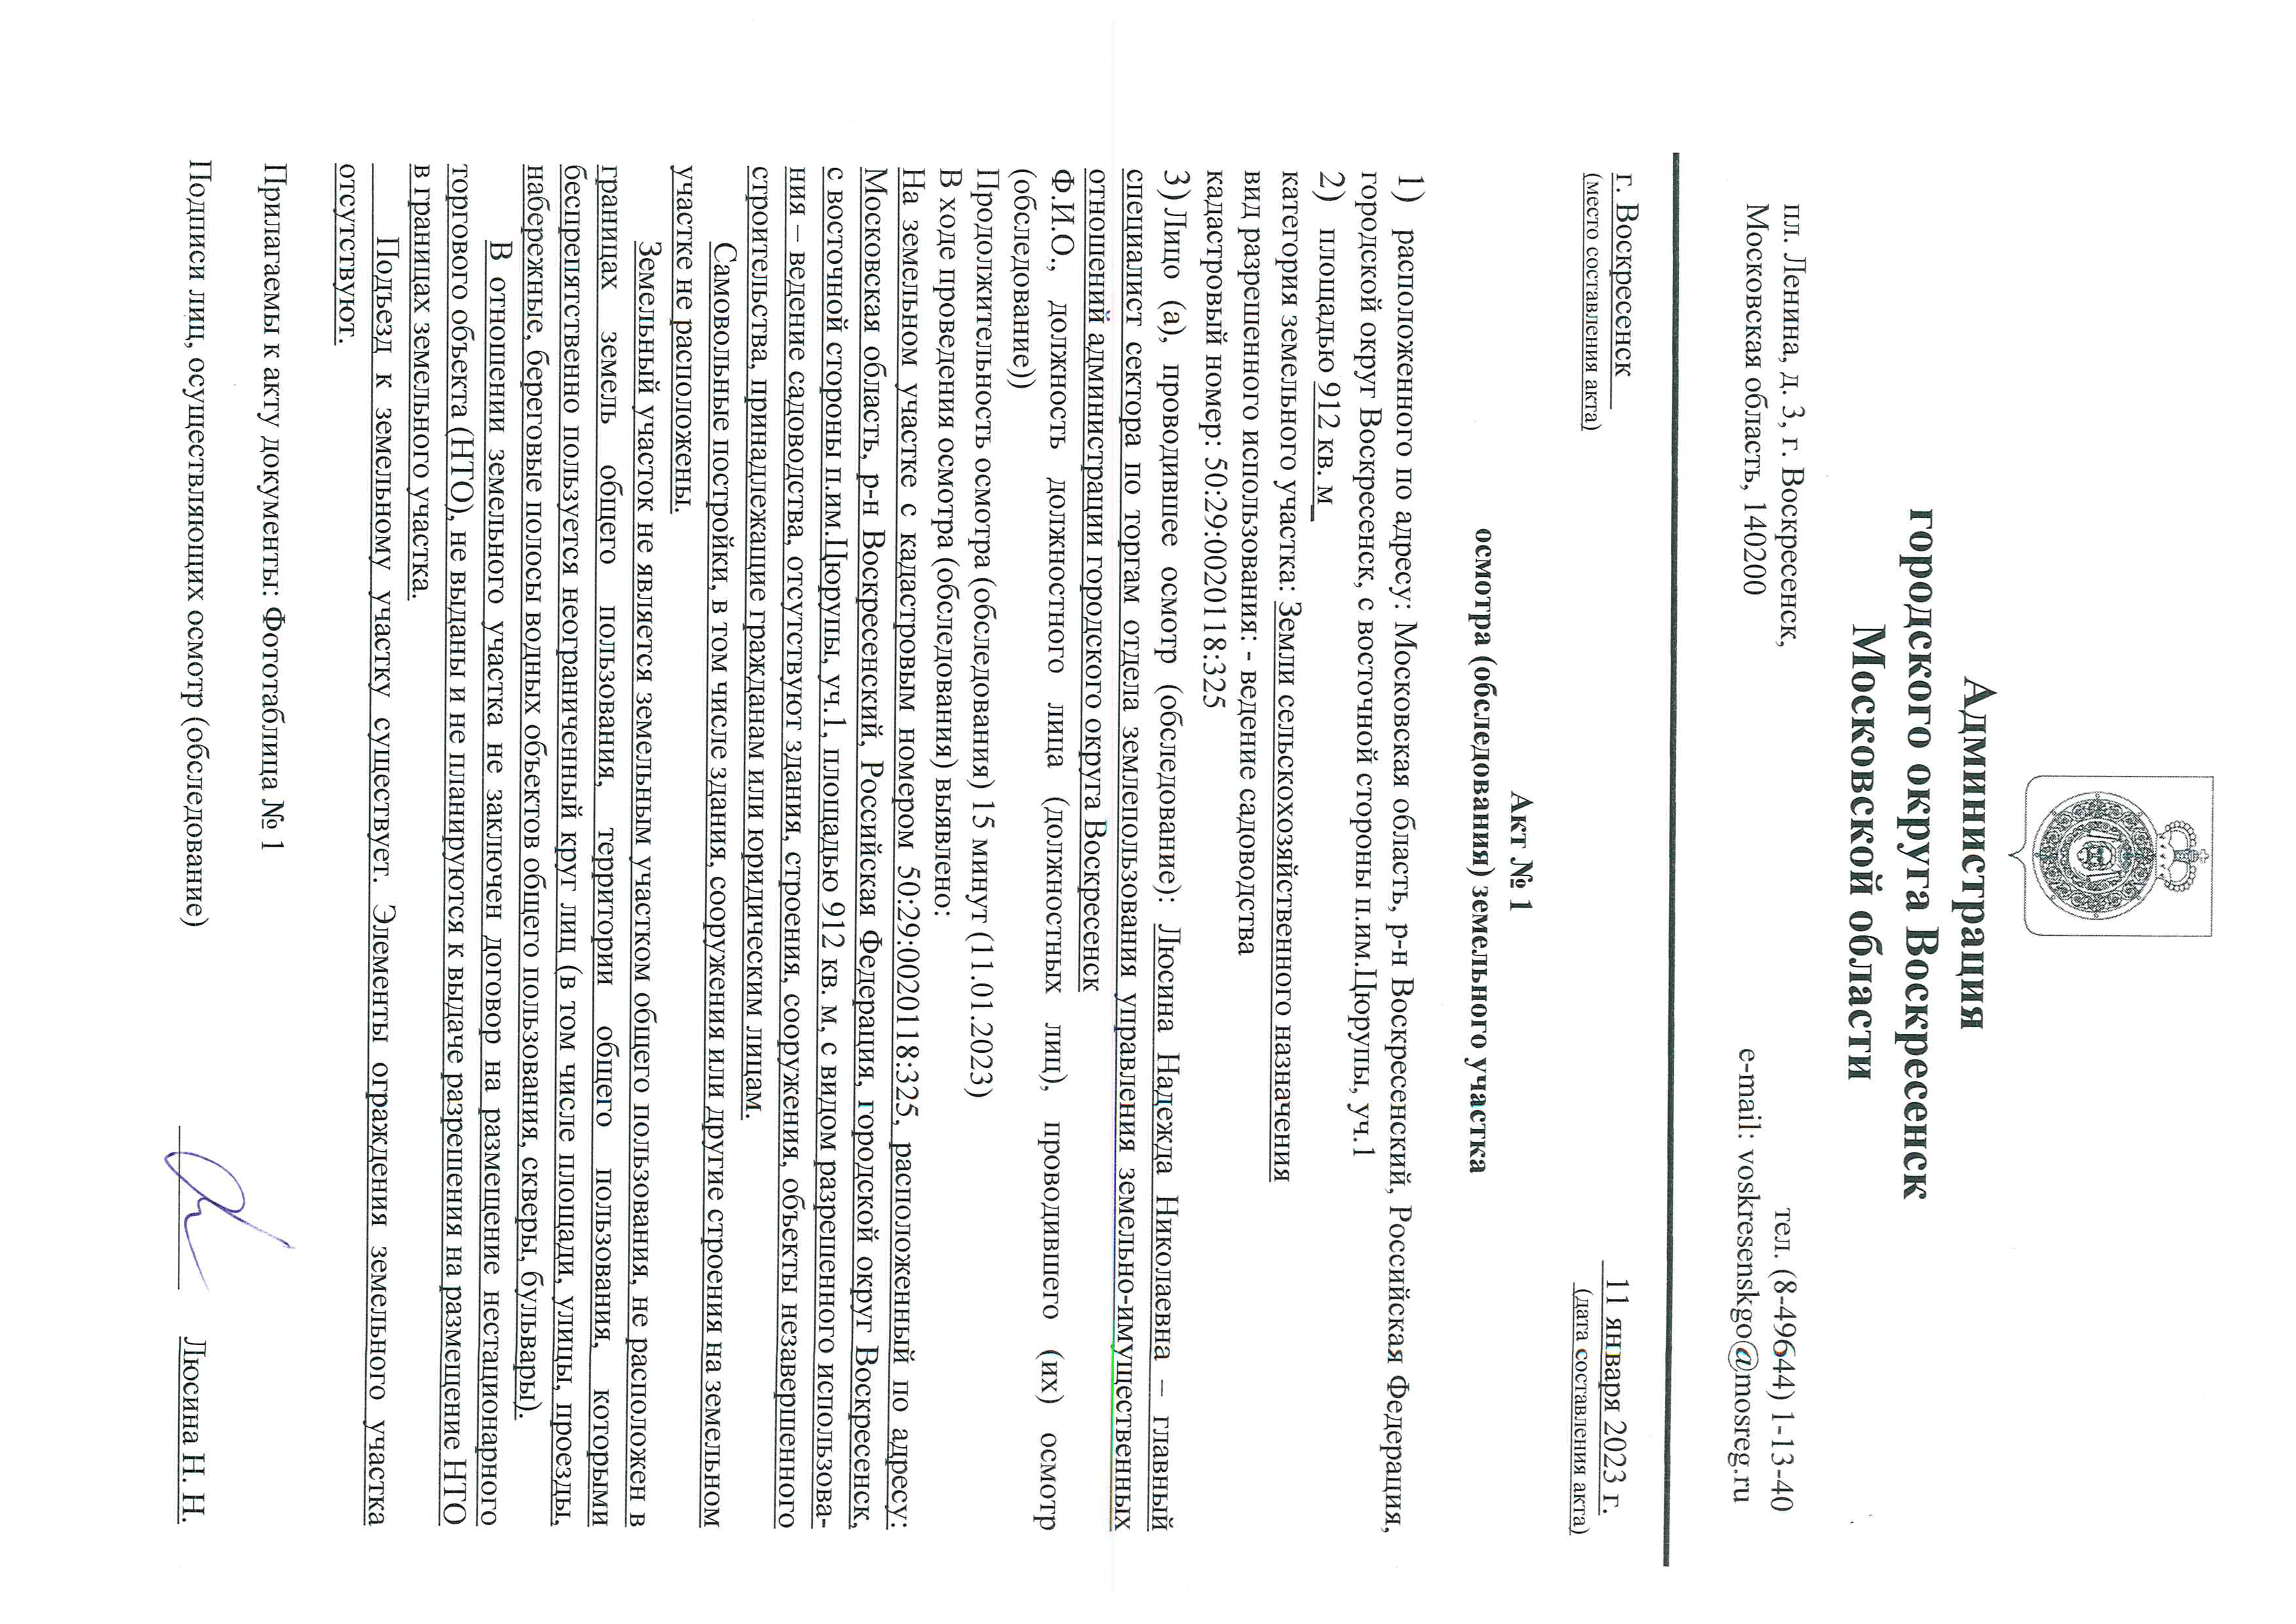 Администрация
городского округа Воскресенск
Московской области
пл. Ленина, д. 3, г. Воскресенск,
Московская область, 140200
тел. (8-49644) 1-13-40
e-mail: voskresenskgo@mosreg.ru
г. Воскресенск
(место составления акта)
11 января 2023 г.
(дата составления акта)
Акт № 1
осмотра (обследования) земельного участка
1) расположенного по адресу: Московская область, р-н Воскресенский, Российская Федерация,
городской округ Воскресенск, с восточной стороны п.им.Цюрупы, уч.1
2) площадью 912 кв. м
категория земельного участка: Земли сельскохозяйственного назначения
вид разрешенного использования: - ведение садоводства
кадастровый номер: 50:29:0020118:325
3) Лицо (а), проводившее осмотр (обследование): Люсина Надежда Николаевна – главный
специалист сектора по торгам отдела землепользования управления земельно-имущественных
отношений администрации городского округа Воскресенск
Ф.И.О., должность должностного лица (должностных лиц), проводившего (их) осмотр
(обследование))
Продолжительность осмотра (обследования) 15 минут (11.01.2023)
В ходе проведения осмотра (обследования) выявлено:
На земельном участке с кадастровым номером 50:29:0020118:325, расположенный по адресу:
Московская область, р-н Воскресенский, Российская Федерация, городской округ Воскресенск,
с восточной стороны п.им.Цюрупы, уч.1, площадью 912 кв. м, с видом разрешенного использова-
ния – ведение садоводства, отсутствуют здания, строения, сооружения, объекты незавершенного
строительства, принадлежащие гражданам или юридическим лицам.
Самовольные постройки, в том числе здания, сооружения или другие строения на земельном
участке не расположены.
Земельный участок не является земельным участком общего пользования, не расположен в
границах земель общего пользования, территории общего пользования, которыми
беспрепятственно пользуется неограниченный круг лиц (в том числе площади, улицы, проезды,
набережные, береговые полосы водных объектов общего пользования, скверы, бульвары).
В отношении земельного участка не заключен договор на размещение нестационарного
торгового объекта (НТО), не выданы и не планируются к выдаче разрешения на размещение НТО
в границах земельного участка.
Подъезд к земельному участку существует. Элементы ограждения земельного участка
отсутствуют.
Прилагаемы к акту документы: Фототаблица № 1
Подписи лиц, осуществляющих осмотр (обследование) Люсина Н. Н.